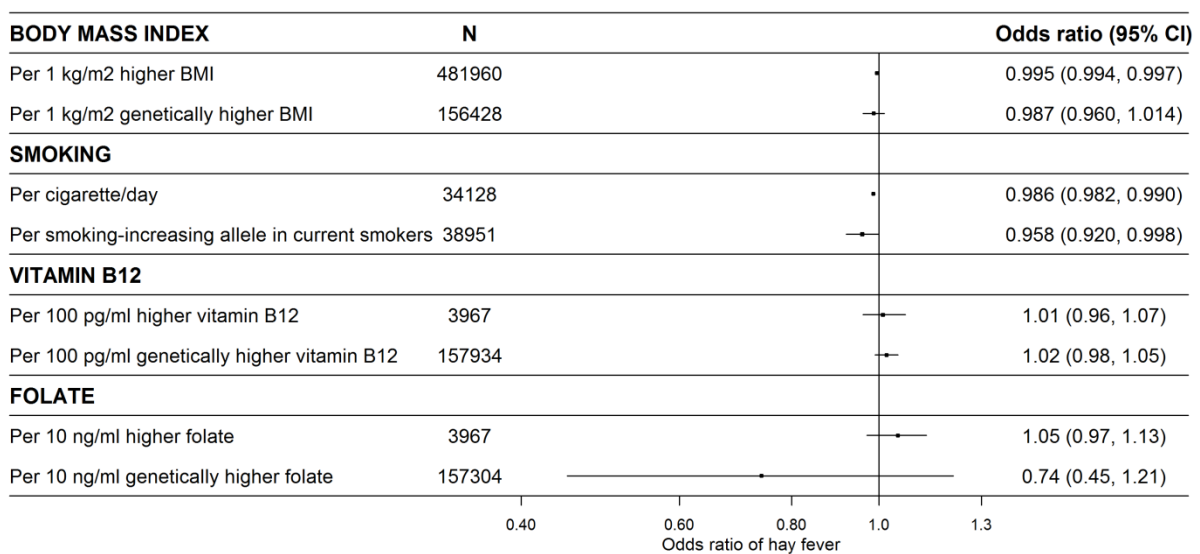 BODY MASS INDEX N Odds ratio (95% CI)
Per 1 kg/m2 higher BMI 481960 0.995 (0.994, 0.997)
Per 1 kg/m2 genetically higher BMI 156428 0.987 (0.960, 1.014)
SMOKING
Per cigarette/day 34128 0.986 (0.982, 0.990)
Per smoking-increasing allele in current smokers 38951 0.958 (0.920, 0.998)
VITAMIN B12
Per 100 pg/ml higher vitamin B12 3967 1.01 (0.96, 1.07)
Per 100 pg/ml genetically higher vitamin B12 157934 1.02 (0.98, 1.05)
FOLATE
Per 10 ng/ml higher folate 3967 1.05 (0.97, 1.13)
Per 10 ng/ml genetically higher folate 157304 0.74 (0.45, 1.21)
0.40 0.60 0.80 1.0 1.3
Odds ratio of hay fever